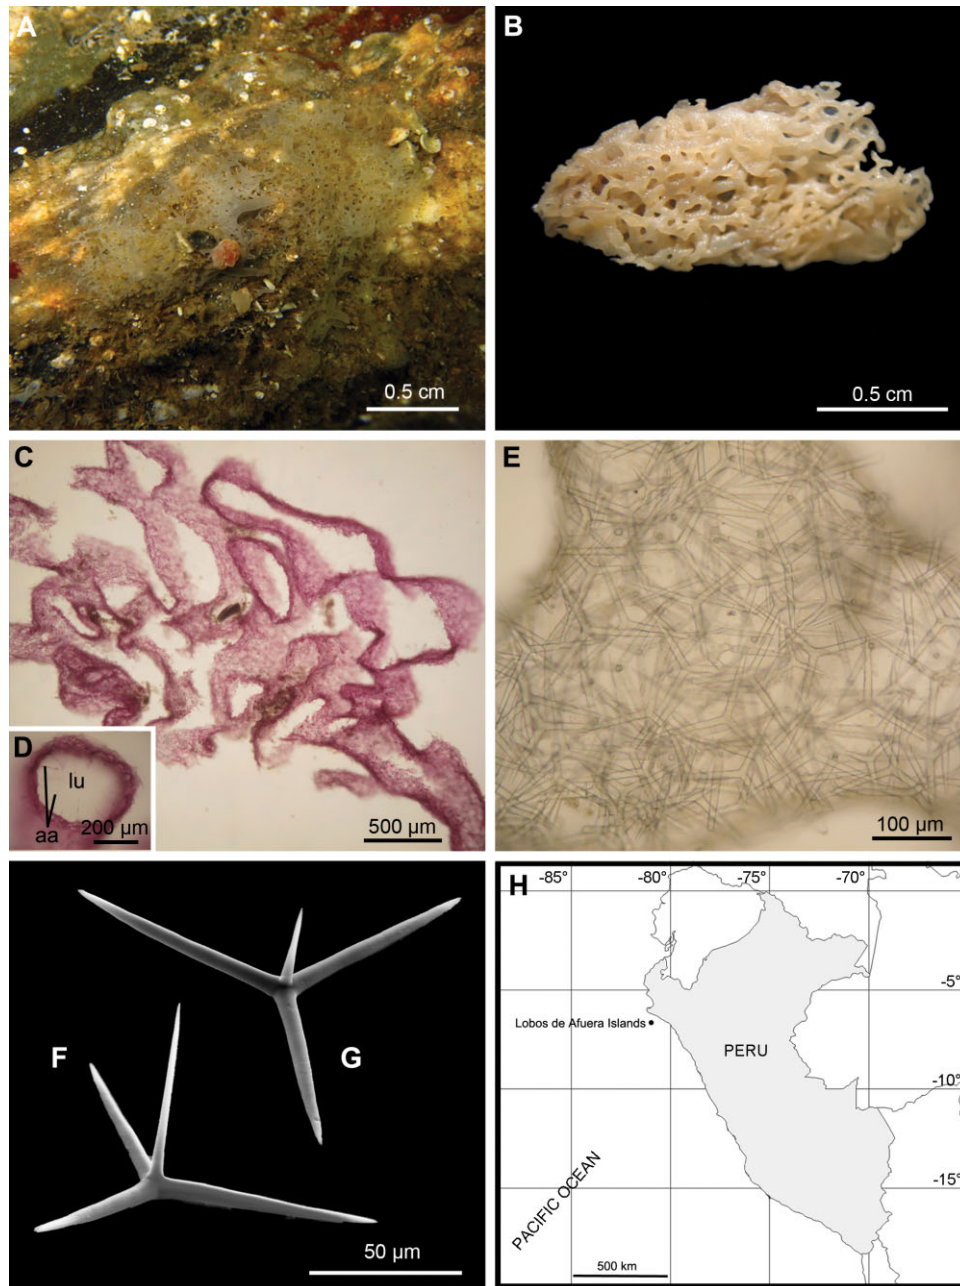 A
0.5 cm
B
0.5 cm
C
500 µm
D
lu
aa
200 µm
E
100 µm
F
G
50 µm
H
-85° -80° -75° -70°
-5°
Lobos de Afuera Islands
PERU
-10°
PACIFIC OCEAN
-15°
500 km